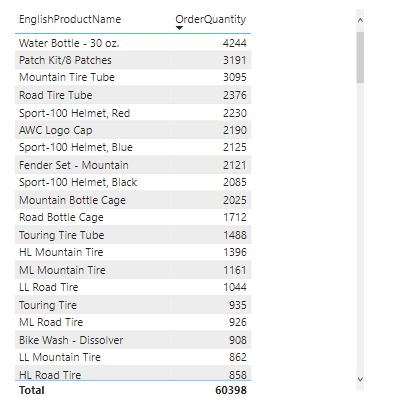 EnglishProductName OrderQuantity
Water Bottle - 30 oz. 4244
Patch Kit/8 Patches 3191
Mountain Tire Tube 3095
Road Tire Tube 2376
Sport-100 Helmet, Red 2230
AWC Logo Cap 2190
Sport-100 Helmet, Blue 2125
Fender Set - Mountain 2121
Sport-100 Helmet, Black 2085
Mountain Bottle Cage 2025
Road Bottle Cage 1712
Touring Tire Tube 1488
HL Mountain Tire 1396
ML Mountain Tire 1161
LL Road Tire 1044
Touring Tire 935
ML Road Tire 926
Bike Wash - Dissolver 908
LL Mountain Tire 862
HL Road Tire 858
Total 60398